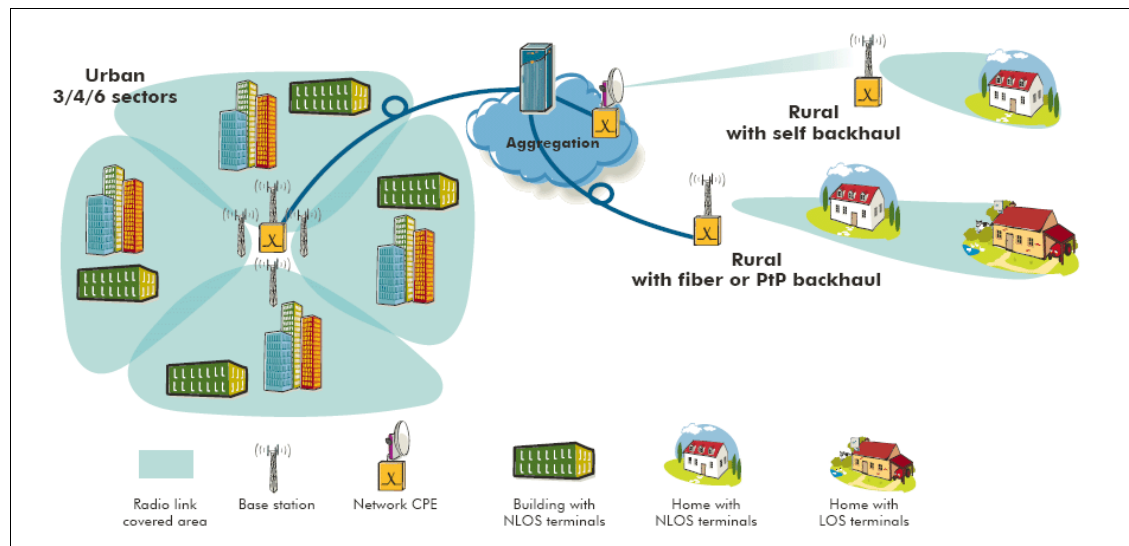 Urban
3/4/6 sectors
Aggregation
Rural
with self backhaul
Rural
with fiber or PtP backhaul
Radio link
covered area
Base station
Network CPE
Building with
NLOS terminals
Home with
NLOS terminals
Home with
LOS terminals